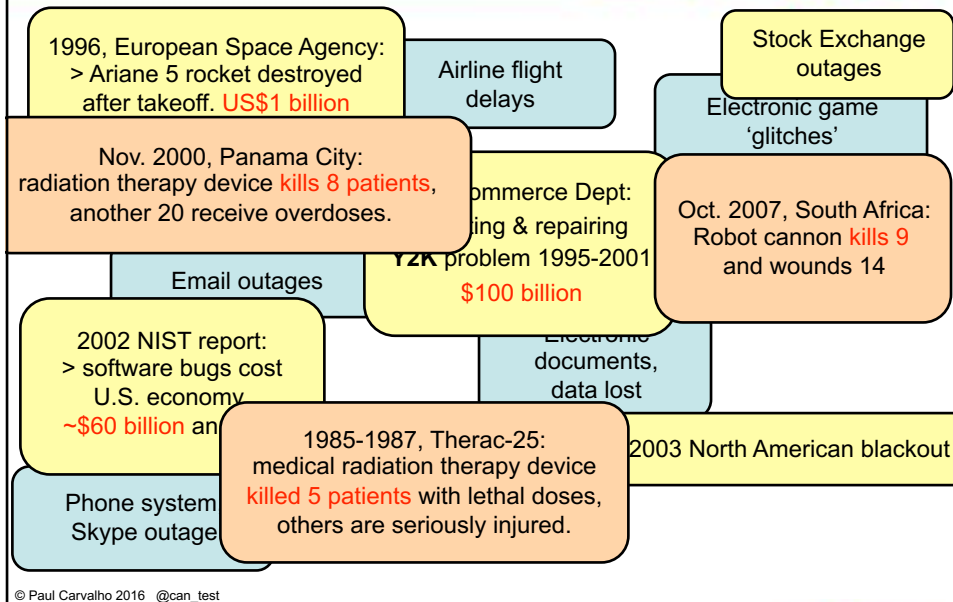 1996, European Space Agency:
> Ariane 5 rocket destroyed
after takeoff. US$1 billion
Airline flight
delays
Stock Exchange
outages
Electronic game
‘glitches’
Nov. 2000, Panama City:
radiation therapy device kills 8 patients,
another 20 receive overdoses.
ommerce Dept:
ing & repairing
Y2K problem 1995-2001
$100 billion
Oct. 2007, South Africa:
Robot cannon kills 9
and wounds 14
Email outages
2002 NIST report:
> software bugs cost
U.S. economy
~$60 billion an
Electronic
documents,
data lost
1985-1987, Therac-25:
medical radiation therapy device
killed 5 patients with lethal doses,
others are seriously injured.
2003 North American blackout
Phone system
Skype outage
© Paul Carvalho 2016 @can_test